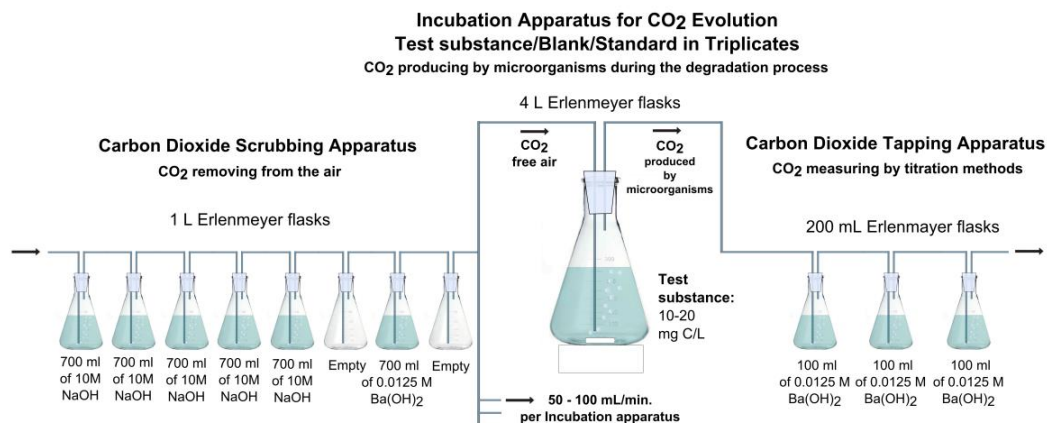 Incubation Apparatus for CO2 Evolution
Test substance/Blank/Standard in Triplicates
CO2 producing by microorganisms during the degradation process
4 L Erlenmeyer flasks
Carbon Dioxide Scrubbing Apparatus
CO2 removing from the air
1 L Erlenmeyer flasks
CO2
free air
CO2
produced
by
microorganisms
Carbon Dioxide Tapping Apparatus
CO2 measuring by titration methods
200 mL Erlenmayer flasks
Test
substance:
10-20
mg C/L
700 ml
of 10M
NaOH
700 ml
of 10M
NaOH
700 ml
of 10M
NaOH
700 ml
of 10M
NaOH
700 ml
of 10M
NaOH
Empty
700 ml
of 0.0125 M
Ba(OH)2
Empty
50 - 100 mL/min.
per Incubation apparatus
100 ml
of 0.0125 M
Ba(OH)2
100 ml
of 0.0125 M
Ba(OH)2
100 ml
of 0.0125 M
Ba(OH)2